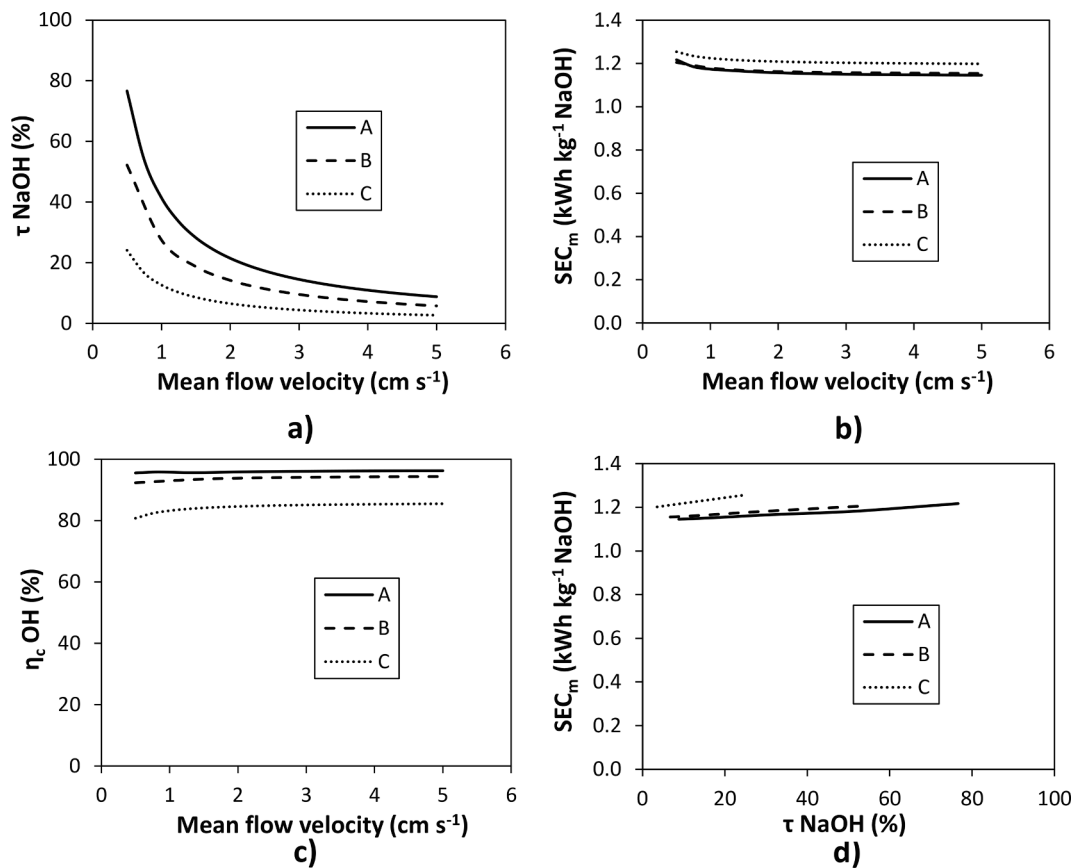 100
80
60
40
20
0
τ NaOH (%)
A
B
C
0 1 2 3 4 5 6
Mean flow velocity (cm s⁻¹)
a)
1.4
1.2
1.0
0.8
0.6
0.4
0.2
0.0
SECₘ (kWh kg⁻¹ NaOH)
A
B
C
0 1 2 3 4 5 6
Mean flow velocity (cm s⁻¹)
b)
100
80
60
40
20
0
η_c OH (%)
A
B
C
0 1 2 3 4 5 6
Mean flow velocity (cm s⁻¹)
c)
1.4
1.2
1.0
0.8
0.6
0.4
0.2
0.0
SECₘ (kWh kg⁻¹ NaOH)
A
B
C
0 20 40 60 80 100
τ NaOH (%)
d)